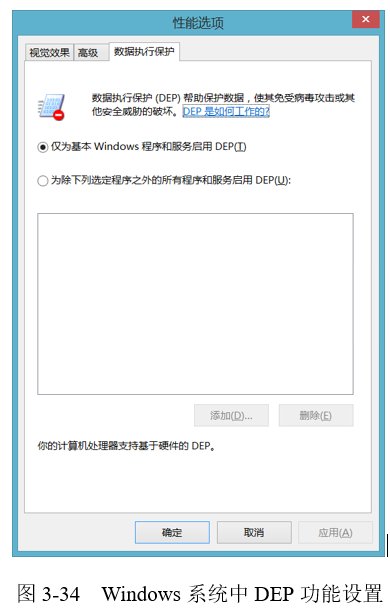 性能选项
视觉效果 高级 数据执行保护
数据执行保护 (DEP) 帮助保护数据，使其免受病毒攻击或其
他安全威胁的破坏。DEP 是如何工作的?
仅为基本 Windows 程序和服务启用 DEP(T)
为除下列选定程序之外的所有程序和服务启用 DEP(U):
添加(D)... 删除(E)
你的计算机处理器支持基于硬件的 DEP。
确定 取消 应用(A)
图 3-34 Windows 系统中 DEP 功能设置